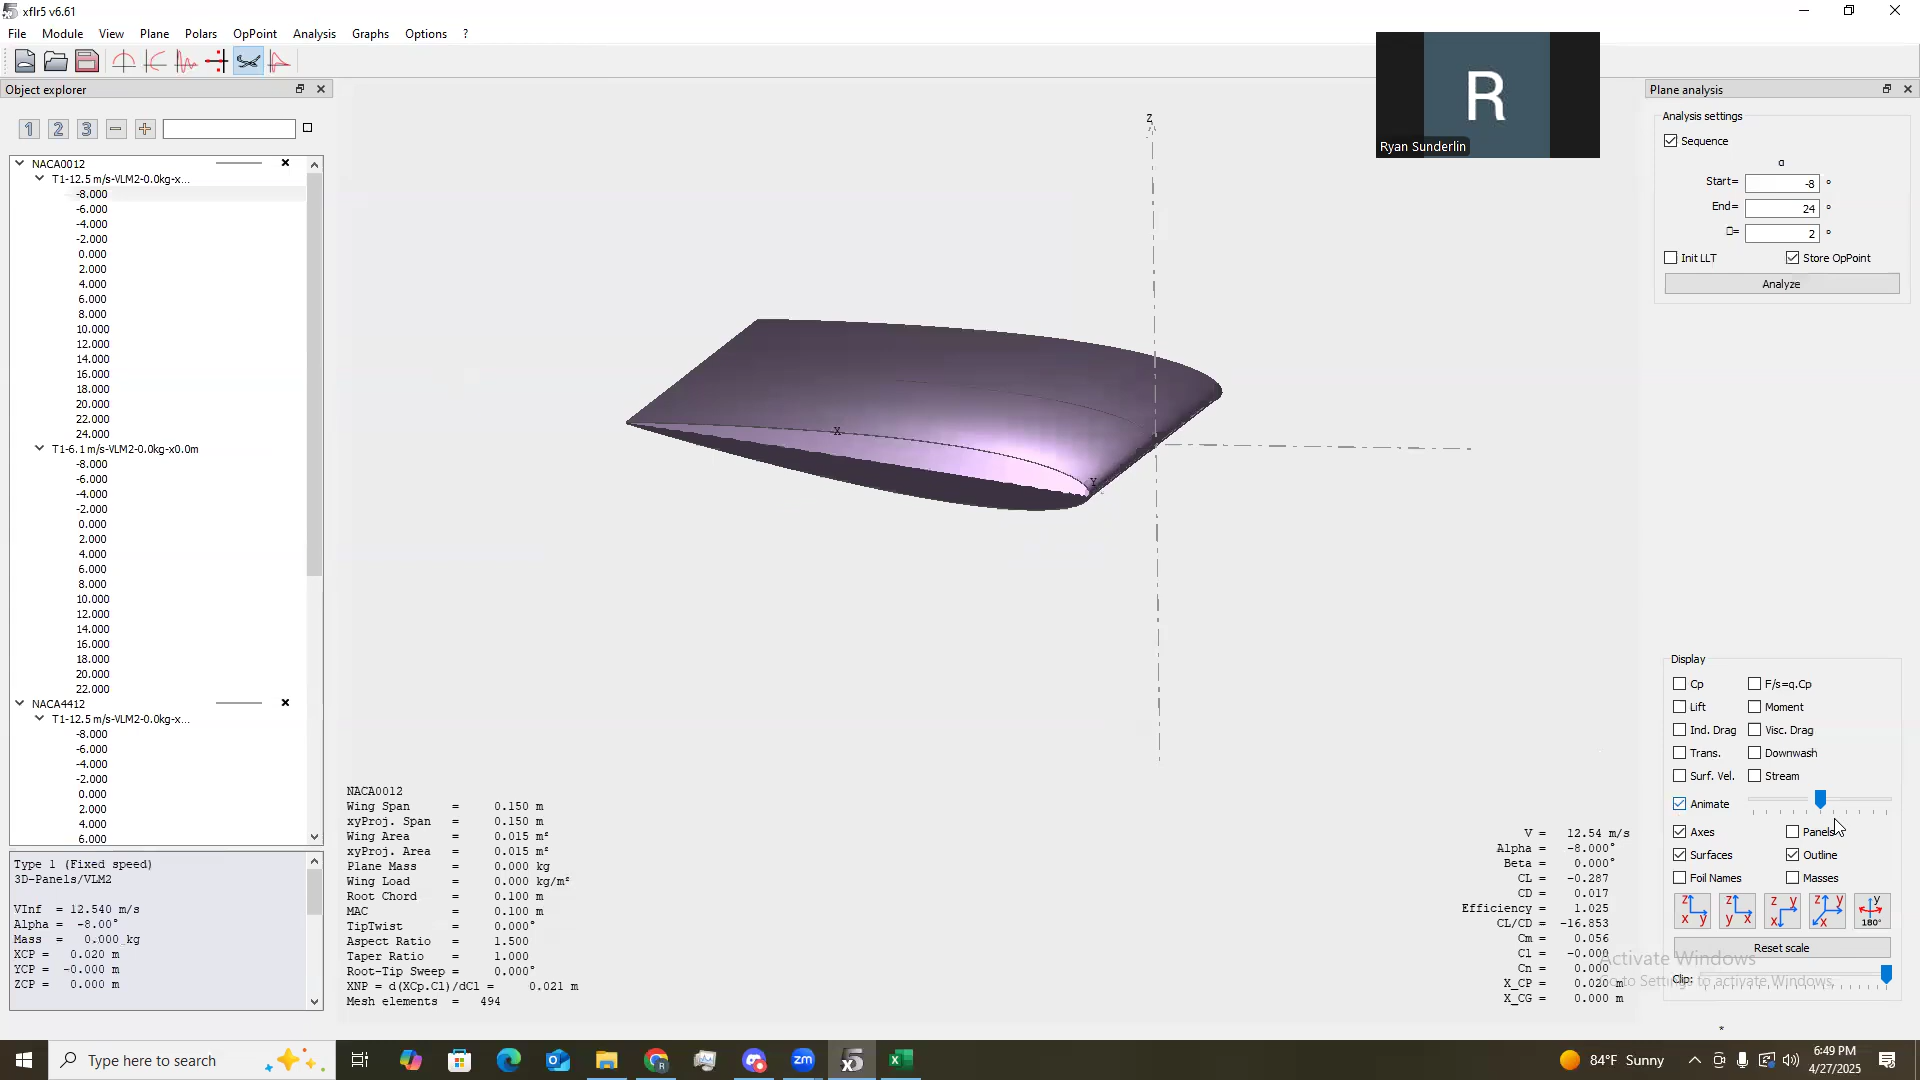 xflr5 v6.61
File Module View Plane Polars OpPoint Analysis Graphs Options ?
Object explorer
1 2 3
NACA0012
T1-12.5 m/s-VLM2-0.0kg-x...
-8.000
-6.000
-4.000
-2.000
0.000
2.000
4.000
6.000
8.000
10.000
12.000
14.000
16.000
18.000
20.000
22.000
24.000
T1-6.1 m/s-VLM2-0.0kg-x0.0m
-8.000
-6.000
-4.000
-2.000
0.000
2.000
4.000
6.000
8.000
10.000
12.000
14.000
16.000
18.000
20.000
22.000
NACA4412
T1-12.5 m/s-VLM2-0.0kg-x...
-8.000
-6.000
-4.000
-2.000
0.000
2.000
4.000
6.000
Type 1 (Fixed speed)
3D-Panels/VLM2
VInf = 12.540 m/s
Alpha = -8.00°
Mass = 0.000 kg
XCP = 0.020 m
YCP = -0.000 m
ZCP = 0.000 m
Z
X
Y
NACA0012
Wing Span = 0.150 m
xyProj. Span = 0.150 m
Wing Area = 0.015 m²
xyProj. Area = 0.015 m²
Plane Mass = 0.000 kg
Wing Load = 0.000 kg/m²
Root Chord = 0.100 m
MAC = 0.100 m
TipTwist = 0.000°
Aspect Ratio = 1.500
Taper Ratio = 1.000
Root-Tip Sweep = 0.000°
XNP = d(XCp.Cl)/dCl = 0.021 m
Mesh elements = 494
V = 12.54 m/s
Alpha = -8.000°
Beta = 0.000°
CL = -0.287
CD = 0.017
Efficiency = 1.025
CL/CD = -16.853
Cm = 0.056
Cl = -0.000
Cn = 0.000
X_CP = 0.020 m
X_CG = 0.000 m
R
Ryan Sunderlin
Plane analysis
Analysis settings
Sequence
α
Start= -8 °
End= 24 °
□= 2 °
Init LLT Store OpPoint
Analyze
Display
Cp F/s=q.Cp
Lift Moment
Ind. Drag Visc. Drag
Trans. Downwash
Surf. Vel. Stream
Animate
Axes Panels
Surfaces Outline
Foil Names Masses
z x y
z y x
z y x
z y x
y 180°
Reset scale
Clip:
Activate Windows
Go to Settings to activate Windows.
*
Type here to search
R
zm
x5
84°F Sunny
6:49 PM
4/27/2025